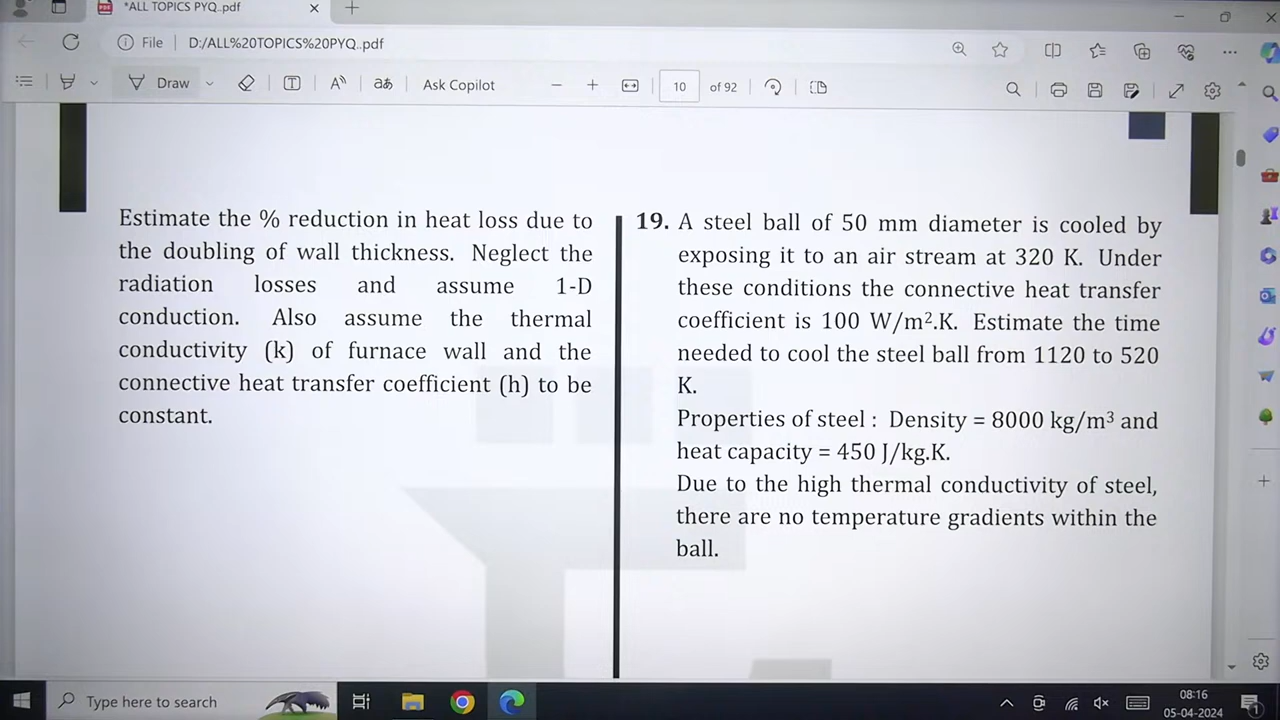 *ALL TOPICS PYQ..pdf
File
D:/ALL%20TOPICS%20PYQ..pdf
Draw
aあ
Ask Copilot
10
of 92
Estimate the % reduction in heat loss due to
the doubling of wall thickness. Neglect the
radiation losses and assume 1-D
conduction. Also assume the thermal
conductivity (k) of furnace wall and the
connective heat transfer coefficient (h) to be
constant.
19. A steel ball of 50 mm diameter is cooled by
exposing it to an air stream at 320 K. Under
these conditions the connective heat transfer
coefficient is 100 W/m².K. Estimate the time
needed to cool the steel ball from 1120 to 520
K.
Properties of steel : Density = 8000 kg/m³ and
heat capacity = 450 J/kg.K.
Due to the high thermal conductivity of steel,
there are no temperature gradients within the
ball.
Type here to search
08:16
05-04-2024